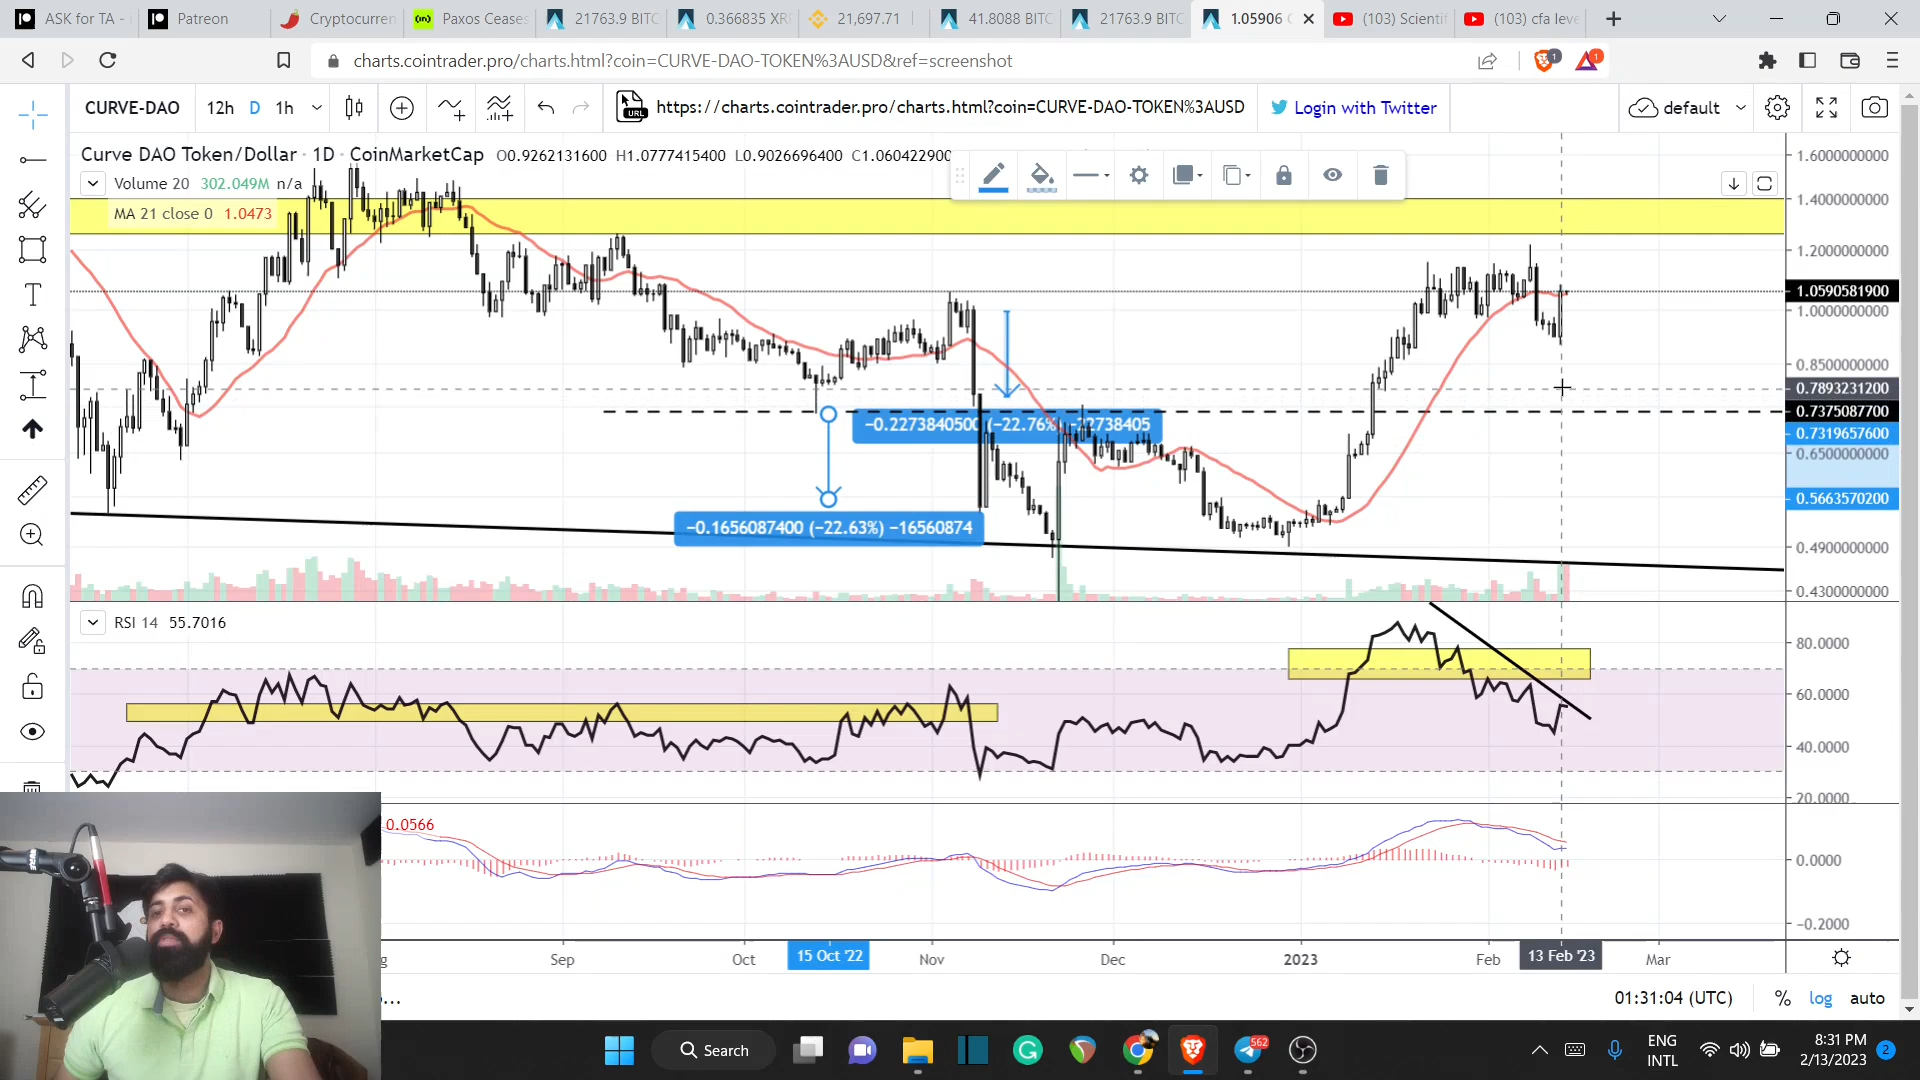 ASK for TA -
Patreon
Cryptocurren
Paxos Cease
21763.9 BITC
0.366835 XR
21,697.71
41.8088 BITC
21763.9 BITC
1.05906
(103) Scientif
(103) cfa leve
charts.cointrader.pro/charts.html?coin=CURVE-DAO-TOKEN%3AUSD&ref=screenshot
CURVE-DAO 12h D 1h URL https://charts.cointrader.pro/charts.html?coin=CURVE-DAO-TOKEN%3AUSD Login with Twitter default
Curve DAO Token/Dollar · 1D · CoinMarketCap O0.9262131600 H1.0777415400 L0.9026696400 C1.060422900
Volume 20 302.049M n/a
MA 21 close 0 1.0473
1.6000000000
1.4000000000
1.2000000000
1.0590581900
1.0000000000
0.8500000000
0.7893231200
0.7375087700
0.7319657600
0.6500000000
0.5663570200
0.4900000000
0.4300000000
−0.2273840500 (−22.76%) −22738405
−0.1656087400 (−22.63%) −16560874
RSI 14 55.7016
80.0000
60.0000
40.0000
20.0000
0.0566
0.0000
−0.2000
g Sep Oct 15 Oct '22 Nov Dec 2023 Feb 13 Feb '23 Mar
... 01:31:04 (UTC) % log auto
Search
562
ENG
INTL
8:31 PM
2/13/2023
2